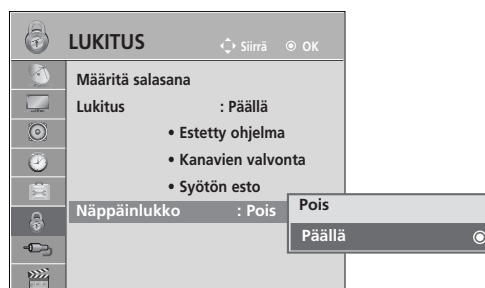 LUKITUS Siirrä OK
Määritä salasana
Lukitus : Päällä
• Estetty ohjelma
• Kanavien valvonta
• Syötön esto
Näppäinlukko : Pois
Pois
Päällä